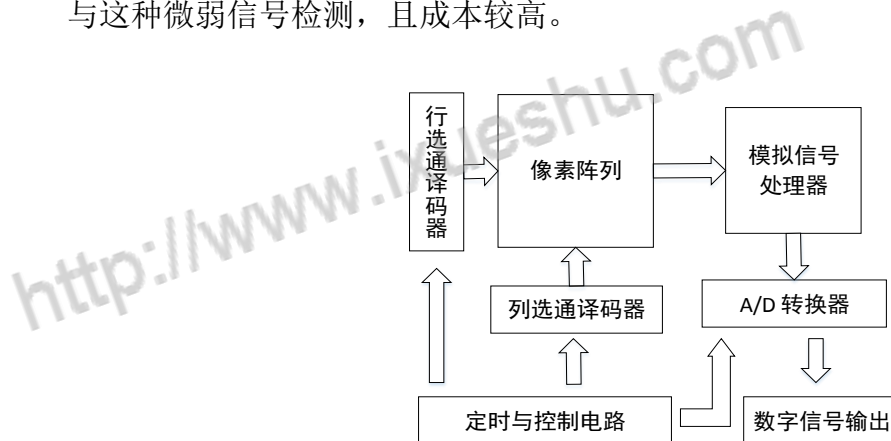 与这种微弱信号检测，且成本较高。
http://www.ixueshu.com
行选通译码器
像素阵列
模拟信号
处理器
列选通译码器
A/D 转换器
定时与控制电路
数字信号输出